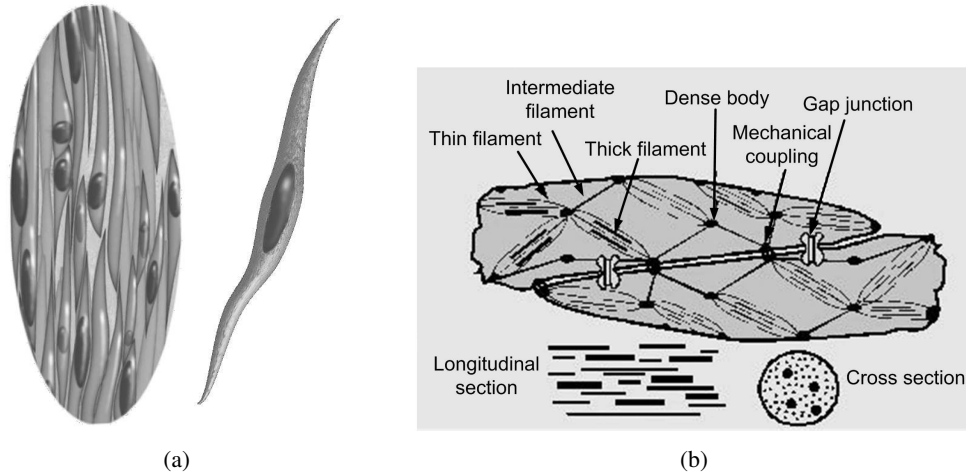 Intermediate
filament
Dense body
Gap junction
Thin filament
Thick filament
Mechanical
coupling
Longitudinal
section
Cross section
(a)
(b)